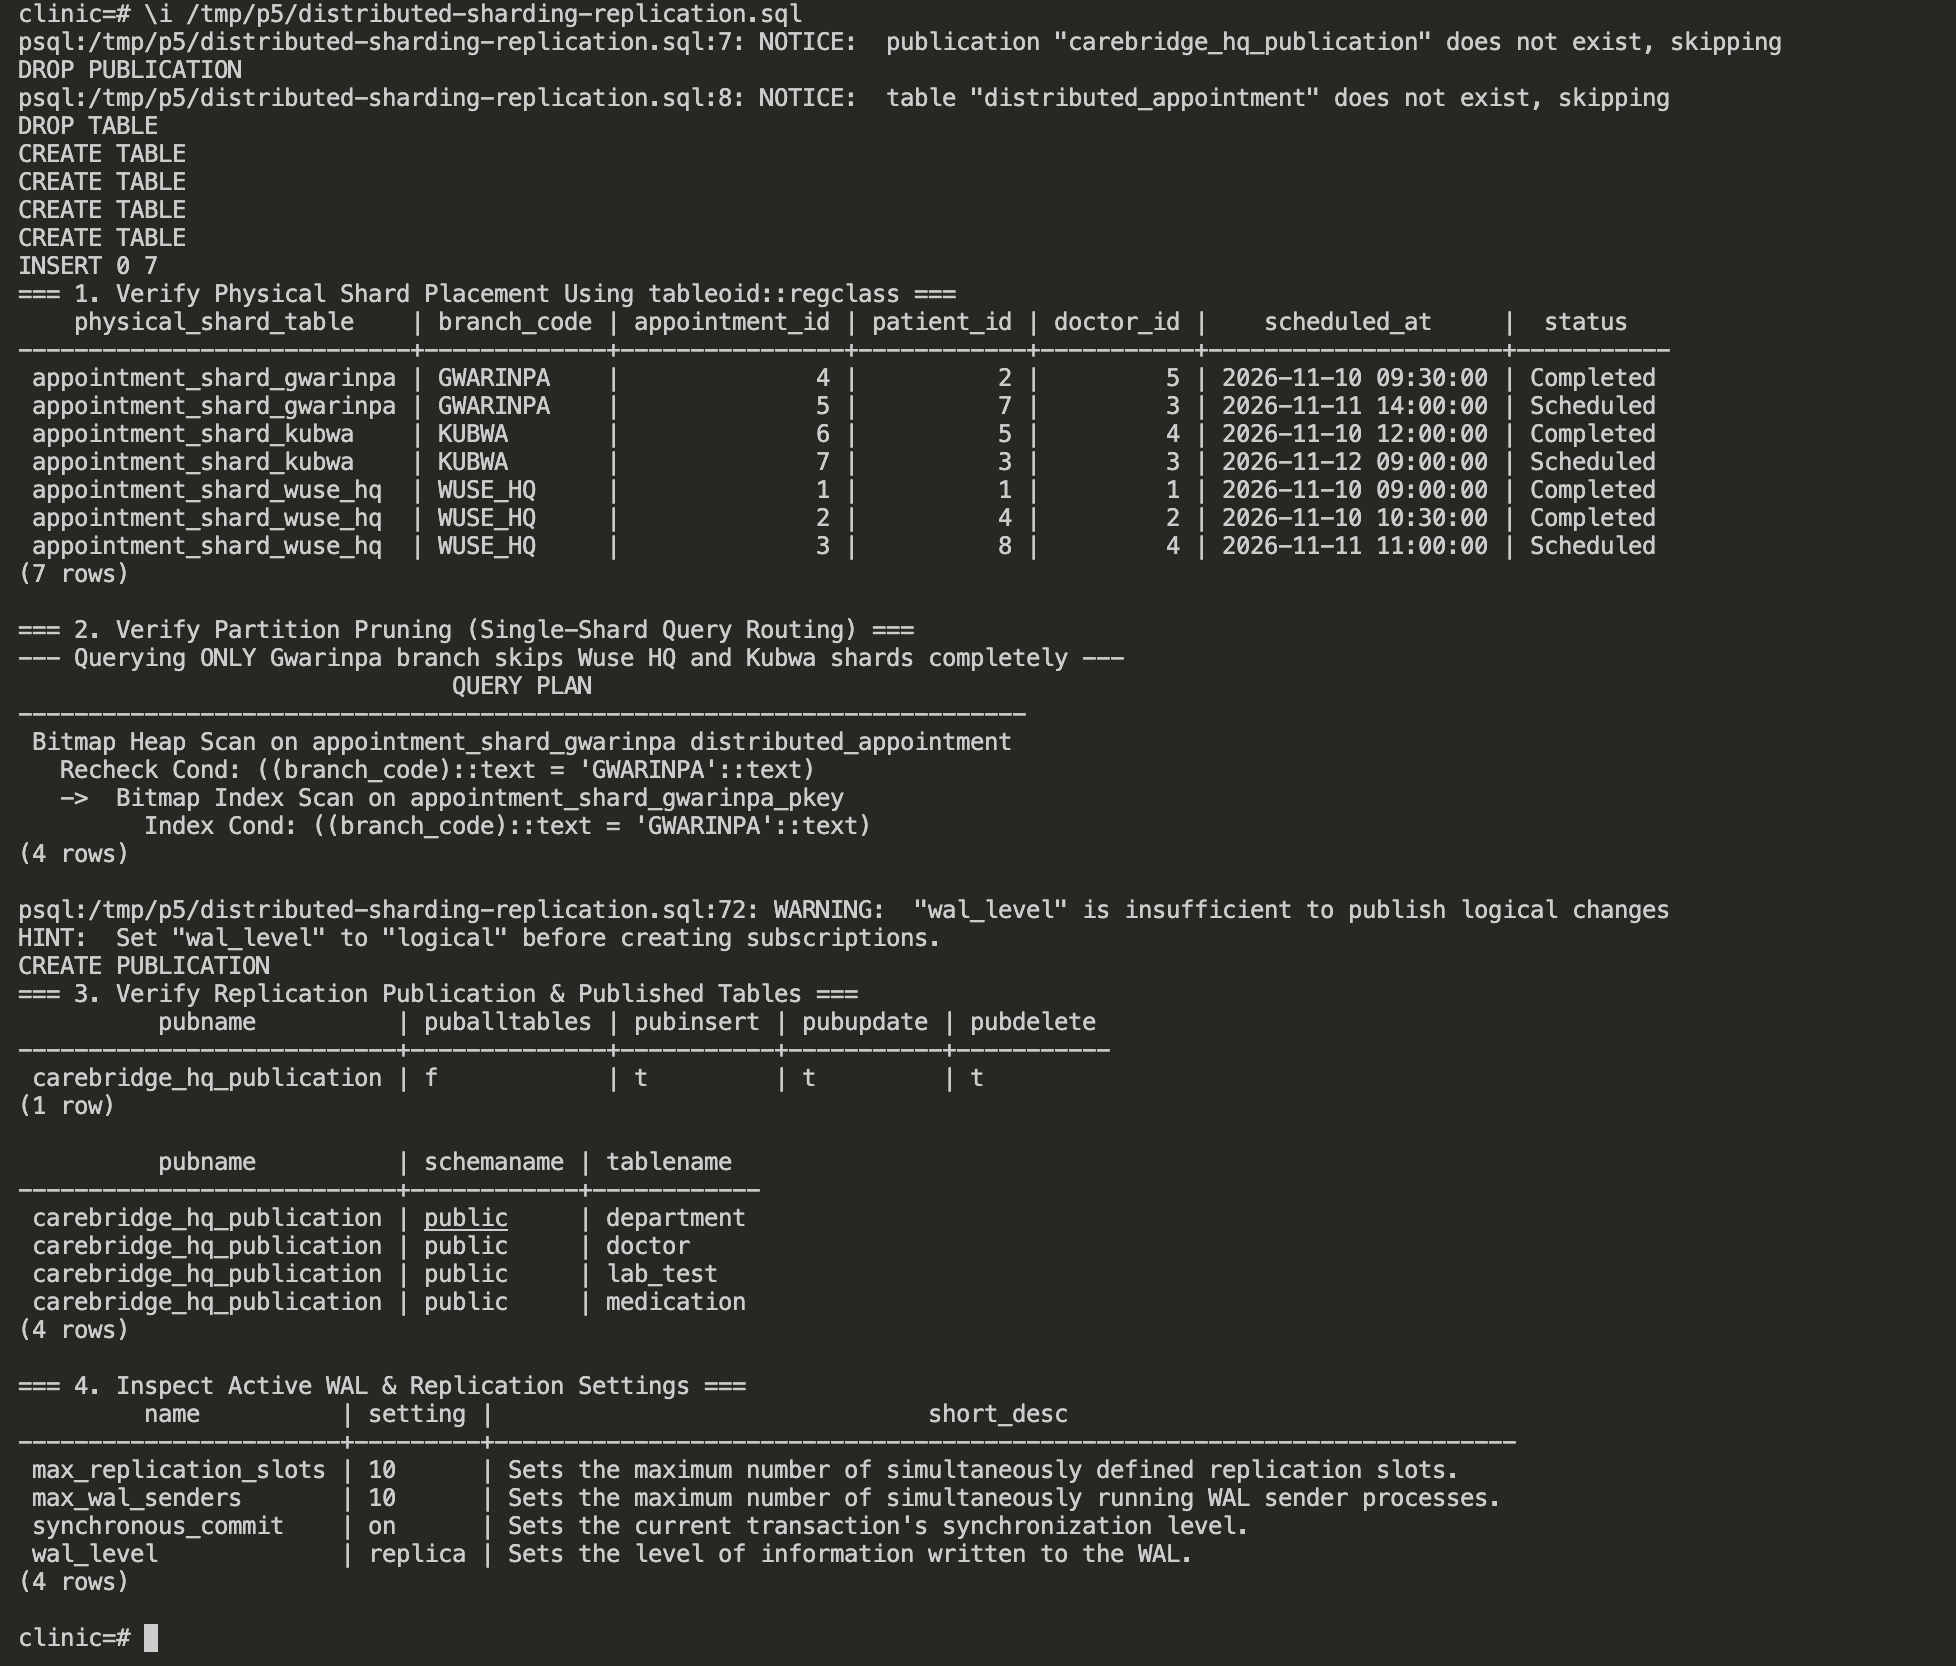 clinic=# \i /tmp/p5/distributed-sharding-replication.sql
psql:/tmp/p5/distributed-sharding-replication.sql:7: NOTICE:  publication "carebridge_hq_publication" does not exist, skipping
DROP PUBLICATION
psql:/tmp/p5/distributed-sharding-replication.sql:8: NOTICE:  table "distributed_appointment" does not exist, skipping
DROP TABLE
CREATE TABLE
CREATE TABLE
CREATE TABLE
CREATE TABLE
INSERT 0 7
=== 1. Verify Physical Shard Placement Using tableoid::regclass ===
    physical_shard_table    | branch_code | appointment_id | patient_id | doctor_id |    scheduled_at     |  status
----------------------------+-------------+----------------+------------+-----------+---------------------+-----------
 appointment_shard_gwarinpa | GWARINPA    |              4 |          2 |         5 | 2026-11-10 09:30:00 | Completed
 appointment_shard_gwarinpa | GWARINPA    |              5 |          7 |         3 | 2026-11-11 14:00:00 | Scheduled
 appointment_shard_kubwa    | KUBWA       |              6 |          5 |         4 | 2026-11-10 12:00:00 | Completed
 appointment_shard_kubwa    | KUBWA       |              7 |          3 |         3 | 2026-11-12 09:00:00 | Scheduled
 appointment_shard_wuse_hq  | WUSE_HQ     |              1 |          1 |         1 | 2026-11-10 09:00:00 | Completed
 appointment_shard_wuse_hq  | WUSE_HQ     |              2 |          4 |         2 | 2026-11-10 10:30:00 | Completed
 appointment_shard_wuse_hq  | WUSE_HQ     |              3 |          8 |         4 | 2026-11-11 11:00:00 | Scheduled
(7 rows)

=== 2. Verify Partition Pruning (Single-Shard Query Routing) ===
--- Querying ONLY Gwarinpa branch skips Wuse HQ and Kubwa shards completely ---
                               QUERY PLAN
------------------------------------------------------------------------
 Bitmap Heap Scan on appointment_shard_gwarinpa distributed_appointment
   Recheck Cond: ((branch_code)::text = 'GWARINPA'::text)
   ->  Bitmap Index Scan on appointment_shard_gwarinpa_pkey
         Index Cond: ((branch_code)::text = 'GWARINPA'::text)
(4 rows)

psql:/tmp/p5/distributed-sharding-replication.sql:72: WARNING:  "wal_level" is insufficient to publish logical changes
HINT:  Set "wal_level" to "logical" before creating subscriptions.
CREATE PUBLICATION
=== 3. Verify Replication Publication & Published Tables ===
          pubname          | puballtables | pubinsert | pubupdate | pubdelete
---------------------------+--------------+-----------+-----------+-----------
 carebridge_hq_publication | f            | t         | t         | t
(1 row)

          pubname          | schemaname | tablename
---------------------------+------------+------------
 carebridge_hq_publication | public     | department
 carebridge_hq_publication | public     | doctor
 carebridge_hq_publication | public     | lab_test
 carebridge_hq_publication | public     | medication
(4 rows)

=== 4. Inspect Active WAL & Replication Settings ===
         name          | setting |                               short_desc
-----------------------+---------+-------------------------------------------------------------------------
 max_replication_slots | 10      | Sets the maximum number of simultaneously defined replication slots.
 max_wal_senders       | 10      | Sets the maximum number of simultaneously running WAL sender processes.
 synchronous_commit    | on      | Sets the current transaction's synchronization level.
 wal_level             | replica | Sets the level of information written to the WAL.
(4 rows)

clinic=#